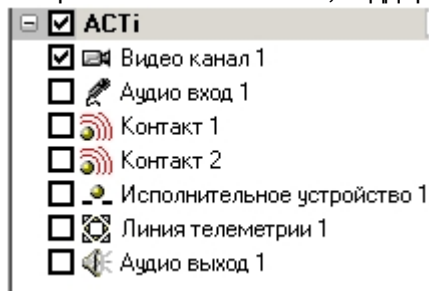 ACTi
Видео канал 1
Аудио вход 1
Контакт 1
Контакт 2
Исполнительное устройство 1
Линия телеметрии 1
Аудио выход 1